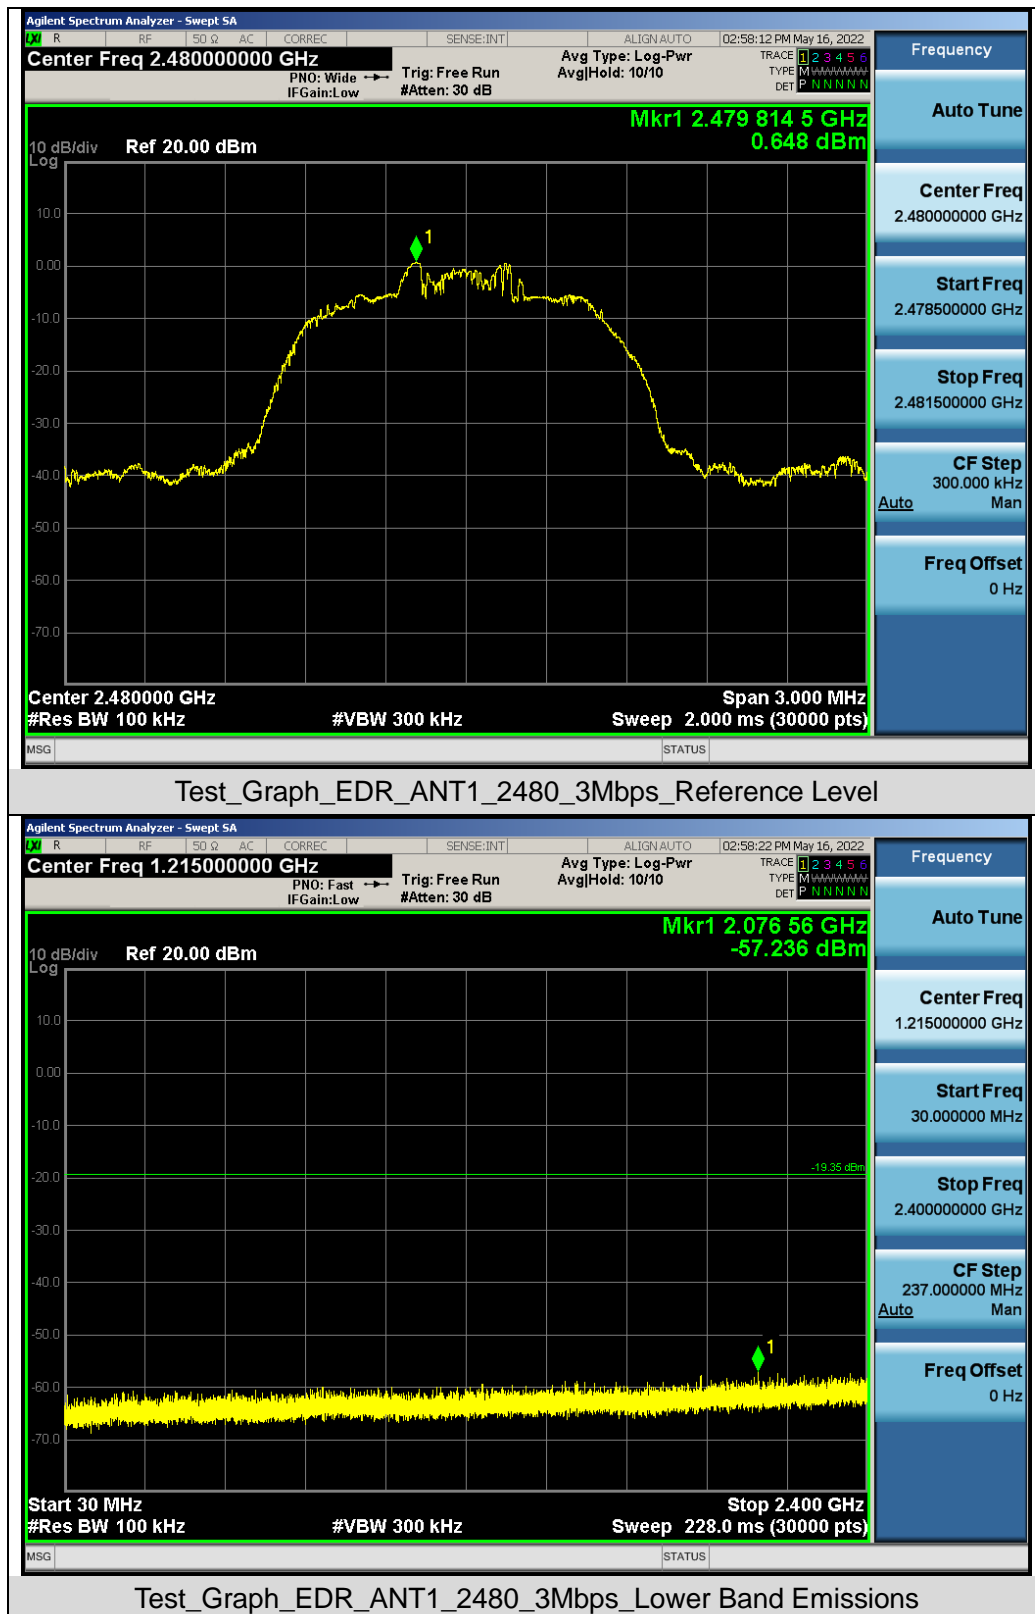 Agilent Spectrum Analyzer - Swept SA
LXI R RF 50 Ω AC CORREC SENSE:INT ALIGN AUTO 02:58:12 PM May 16, 2022
Center Freq 2.480000000 GHz
PNO: Wide
IFGain:Low
Trig: Free Run
#Atten: 30 dB
Avg Type: Log-Pwr
Avg|Hold: 10/10
TRACE 1 2 3 4 5 6
TYPE M WWWWW
DET P N N N N N
Mkr1 2.479 814 5 GHz
0.648 dBm
10 dB/div Ref 20.00 dBm
Log
10.0
0.00
-10.0
-20.0
-30.0
-40.0
-50.0
-60.0
-70.0
1
Center 2.480000 GHz Span 3.000 MHz
#Res BW 100 kHz #VBW 300 kHz Sweep 2.000 ms (30000 pts)
MSG STATUS
Frequency
Auto Tune
Center Freq
2.480000000 GHz
Start Freq
2.478500000 GHz
Stop Freq
2.481500000 GHz
CF Step
300.000 kHz
Auto Man
Freq Offset
0 Hz
Test_Graph_EDR_ANT1_2480_3Mbps_Reference Level
Agilent Spectrum Analyzer - Swept SA
LXI R RF 50 Ω AC CORREC SENSE:INT ALIGN AUTO 02:58:22 PM May 16, 2022
Center Freq 1.215000000 GHz
PNO: Fast
IFGain:Low
Trig: Free Run
#Atten: 30 dB
Avg Type: Log-Pwr
Avg|Hold: 10/10
TRACE 1 2 3 4 5 6
TYPE M WWWWW
DET P N N N N N
Mkr1 2.076 56 GHz
-57.236 dBm
10 dB/div Ref 20.00 dBm
Log
10.0
0.00
-10.0
-20.0
-30.0
-40.0
-50.0
-60.0
-70.0
-19.35 dBm
1
Start 30 MHz Stop 2.400 GHz
#Res BW 100 kHz #VBW 300 kHz Sweep 228.0 ms (30000 pts)
MSG STATUS
Frequency
Auto Tune
Center Freq
1.215000000 GHz
Start Freq
30.000000 MHz
Stop Freq
2.400000000 GHz
CF Step
237.000000 MHz
Auto Man
Freq Offset
0 Hz
Test_Graph_EDR_ANT1_2480_3Mbps_Lower Band Emissions